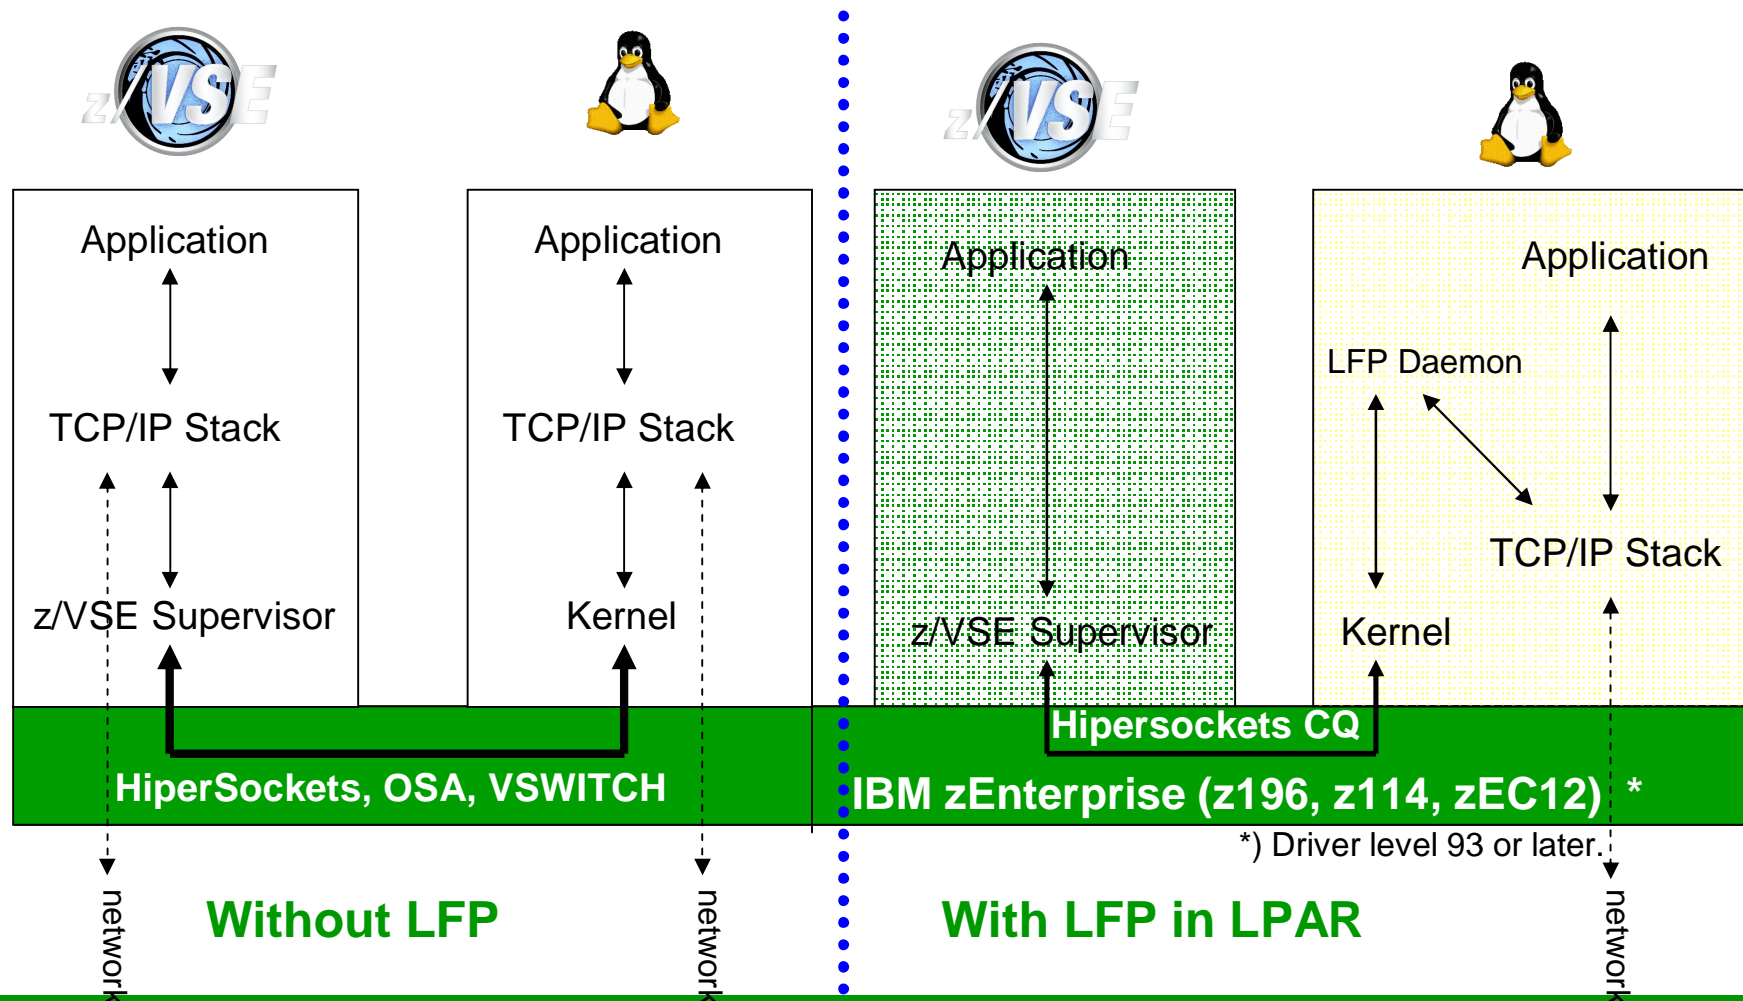 z/VSE
Application
TCP/IP Stack
z/VSE Supervisor
Application
TCP/IP Stack
Kernel
HiperSockets, OSA, VSWITCH
network
Without LFP
network
z/VSE
Application
z/VSE Supervisor
Application
LFP Daemon
TCP/IP Stack
Kernel
Hipersockets CQ
IBM zEnterprise (z196, z114, zEC12) *
*) Driver level 93 or later.
With LFP in LPAR
network